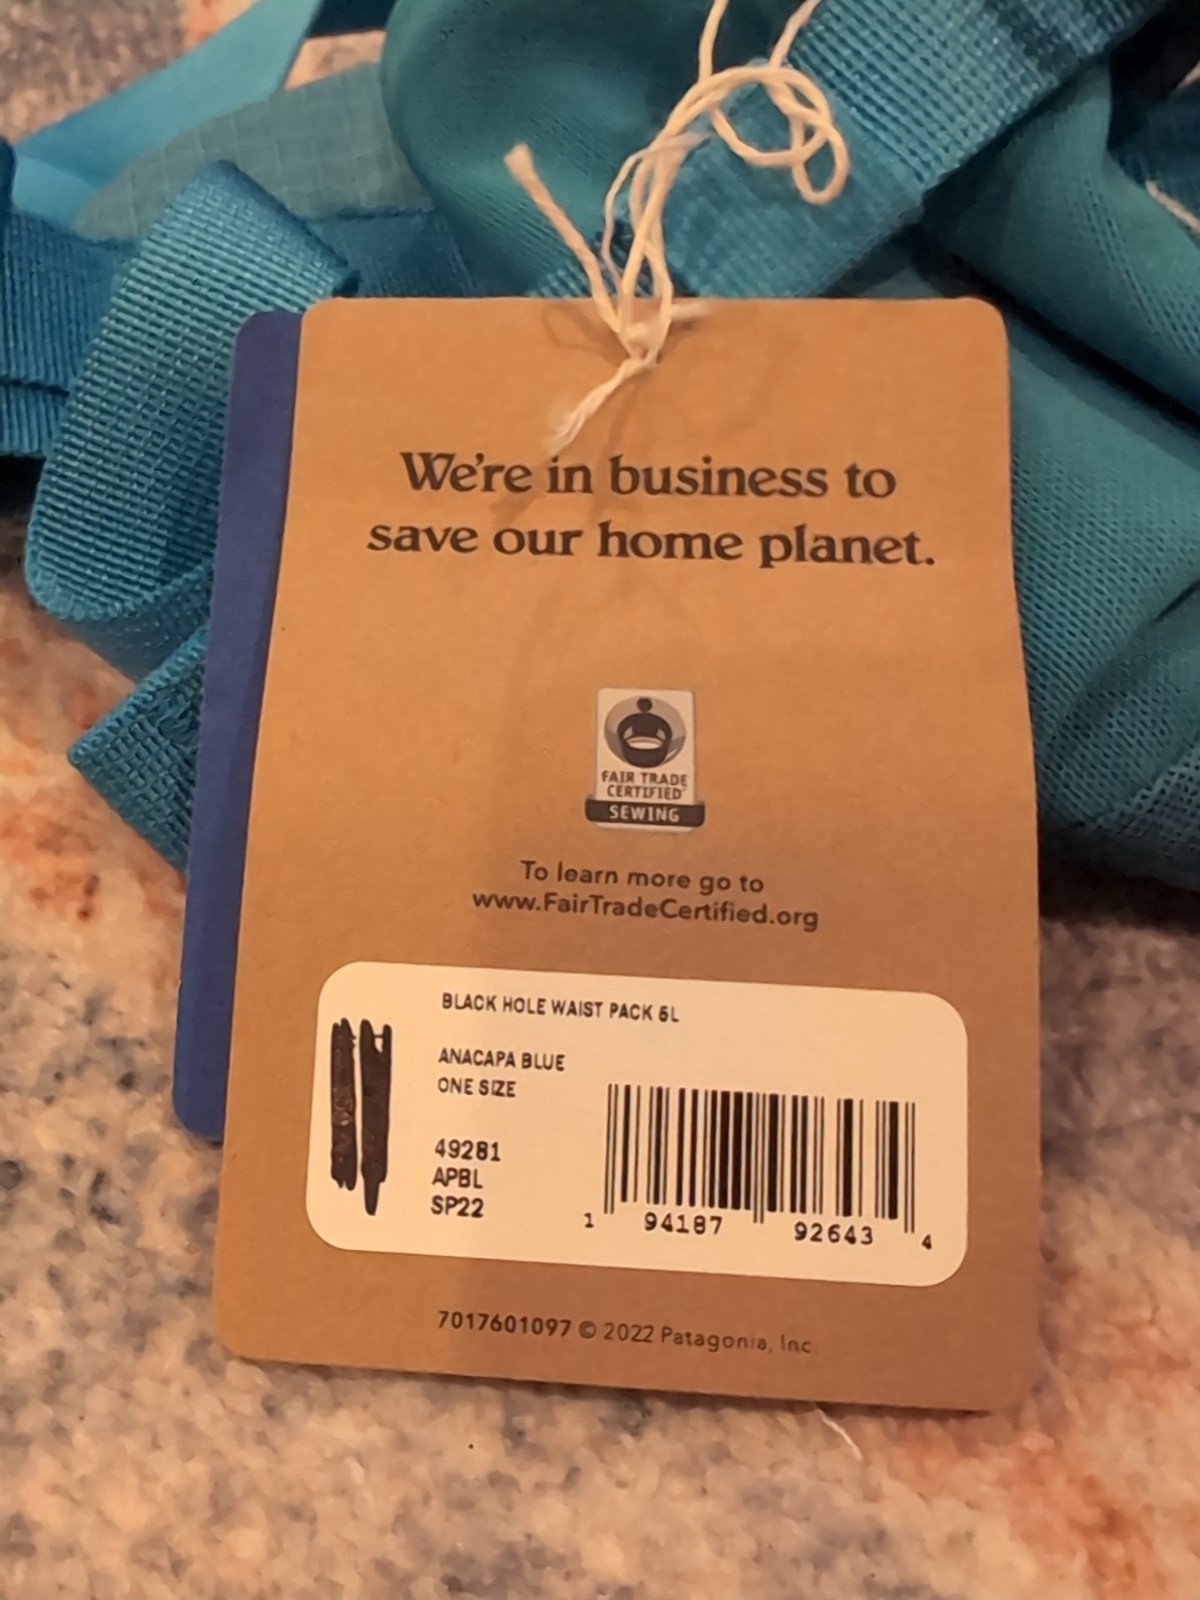 We're in business to
save our home planet.
FAIR TRADE
CERTIFIED
SEWING
To learn more go to
www.FairTradeCertified.org
BLACK HOLE WAIST PACK 5L
ANACAPA BLUE
ONE SIZE
49281
APBL
SP22
1 94187 92643 4
7017601097 © 2022 Patagonia, Inc